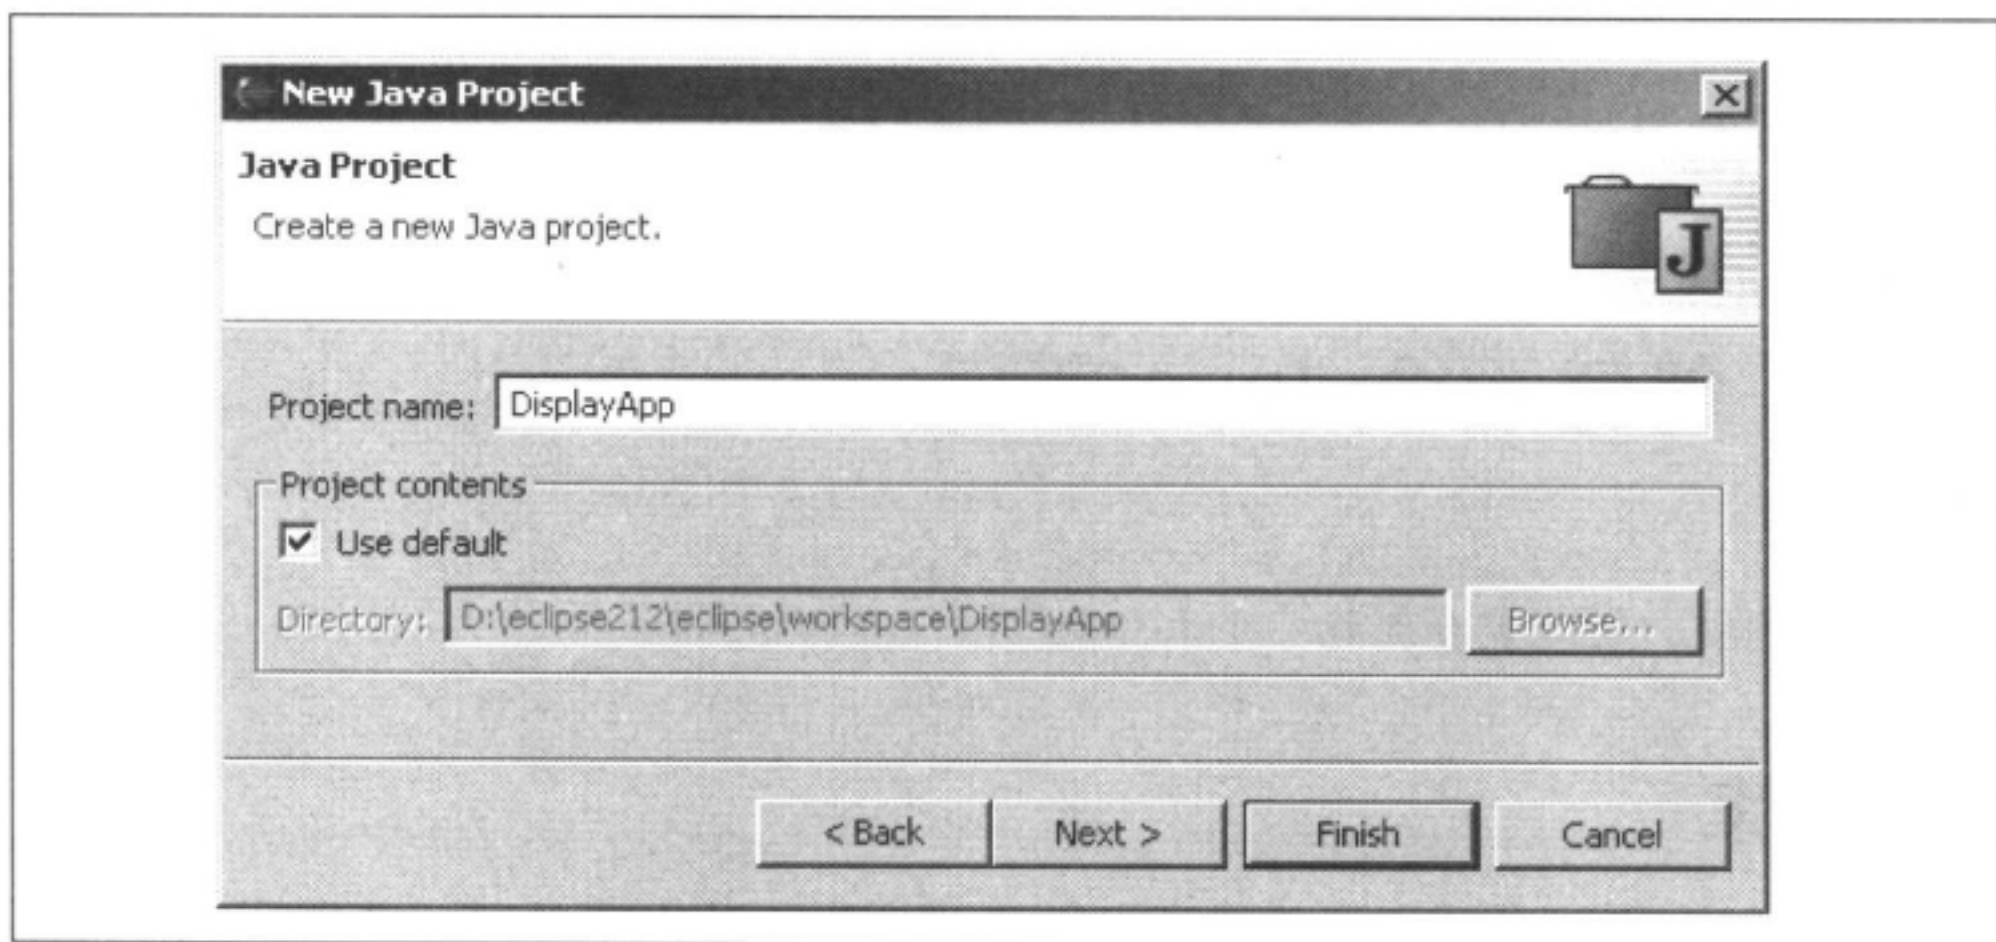 New Java Project
Java Project
Create a new Java project.
J
Project name: DisplayApp
Project contents
Use default
Directory: D:\eclipse212\eclipse\workspace\DisplayApp Browse...
< Back Next > Finish Cancel